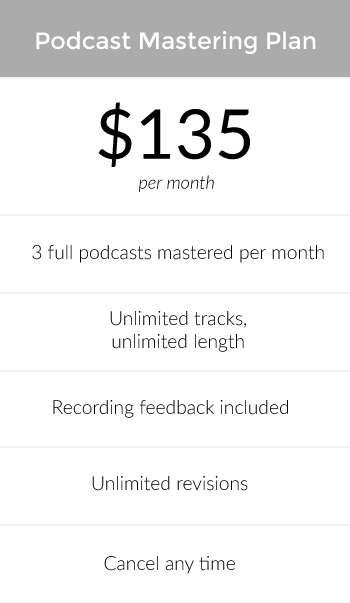 Podcast Mastering Plan
$135
per month
3 full podcasts mastered per month
Unlimited tracks,
unlimited length
Recording feedback included
Unlimited revisions
Cancel any time